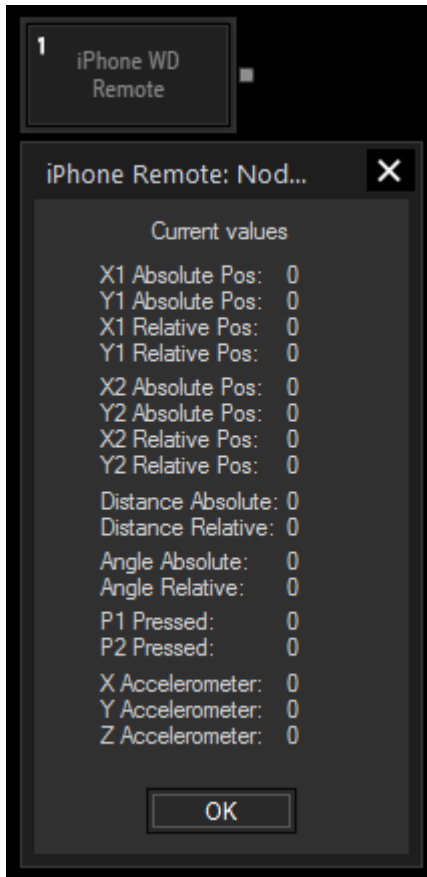 1
iPhone WD
Remote
iPhone Remote: Nod...
Current values
X1 Absolute Pos: 0
Y1 Absolute Pos: 0
X1 Relative Pos: 0
Y1 Relative Pos: 0
X2 Absolute Pos: 0
Y2 Absolute Pos: 0
X2 Relative Pos: 0
Y2 Relative Pos: 0
Distance Absolute: 0
Distance Relative: 0
Angle Absolute: 0
Angle Relative: 0
P1 Pressed: 0
P2 Pressed: 0
X Accelerometer: 0
Y Accelerometer: 0
Z Accelerometer: 0
OK